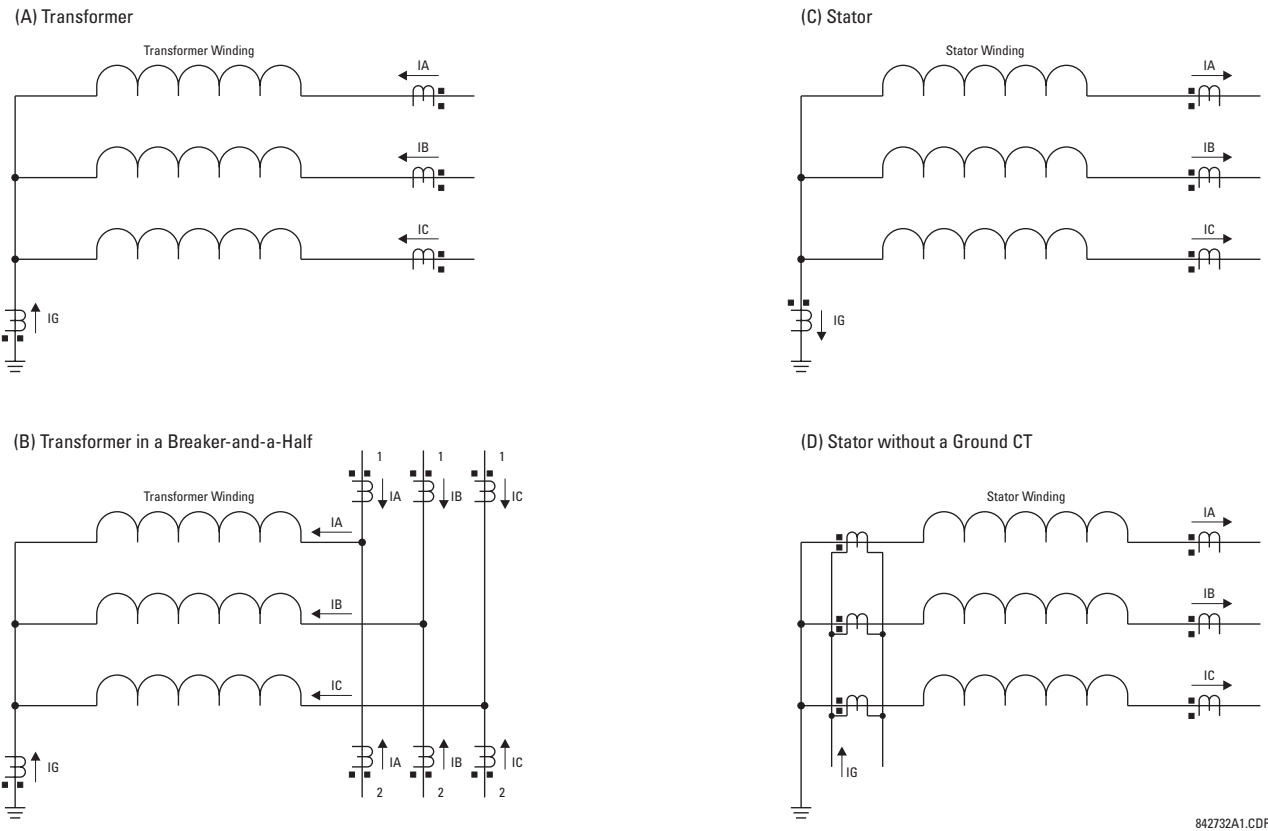 (A) Transformer
Transformer Winding
IA
IB
IC
IG
(C) Stator
Stator Winding
IA
IB
IC
IG
(B) Transformer in a Breaker-and-a-Half
1 1 1
IA IB IC
Transformer Winding
IA
IB
IC
IG
IA IB IC
2 2 2
(D) Stator without a Ground CT
Stator Winding
IA
IB
IC
IG
842732A1.CDR